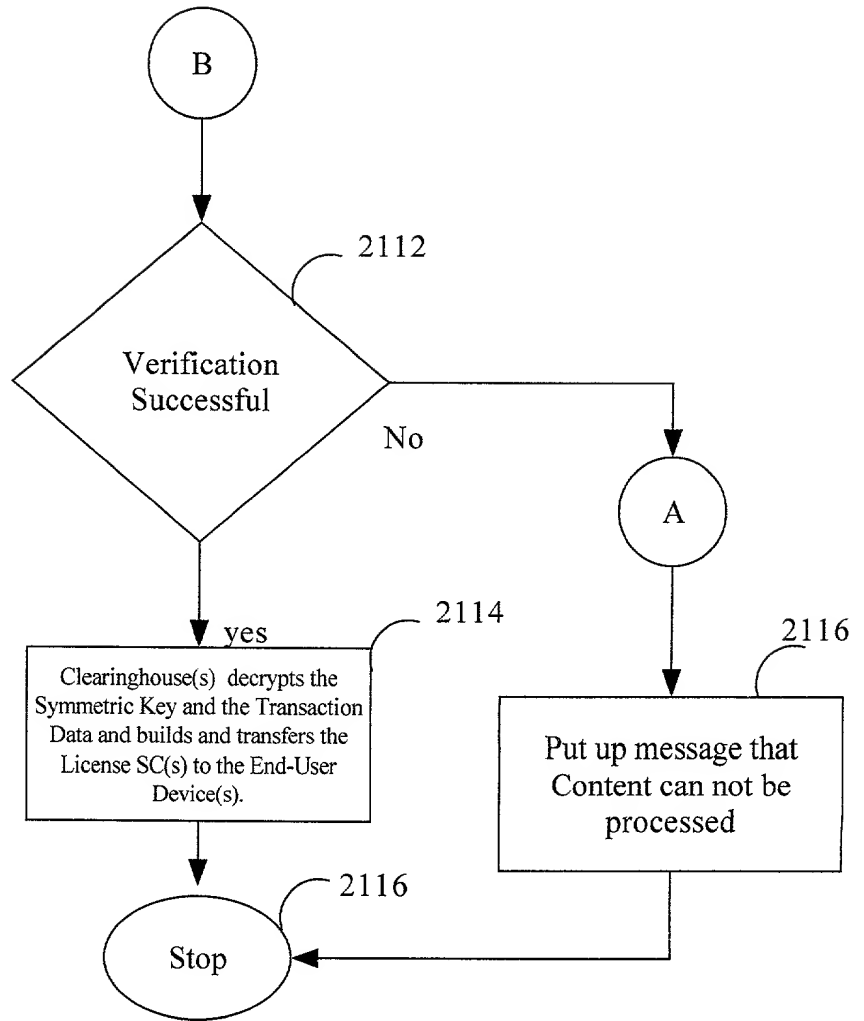 B
2112
Verification
Successful
No
A
yes
2114
Clearinghouse(s) decrypts the
Symmetric Key and the Transaction
Data and builds and transfers the
License SC(s) to the End-User
Device(s).
2116
Put up message that
Content can not be
processed
2116
Stop